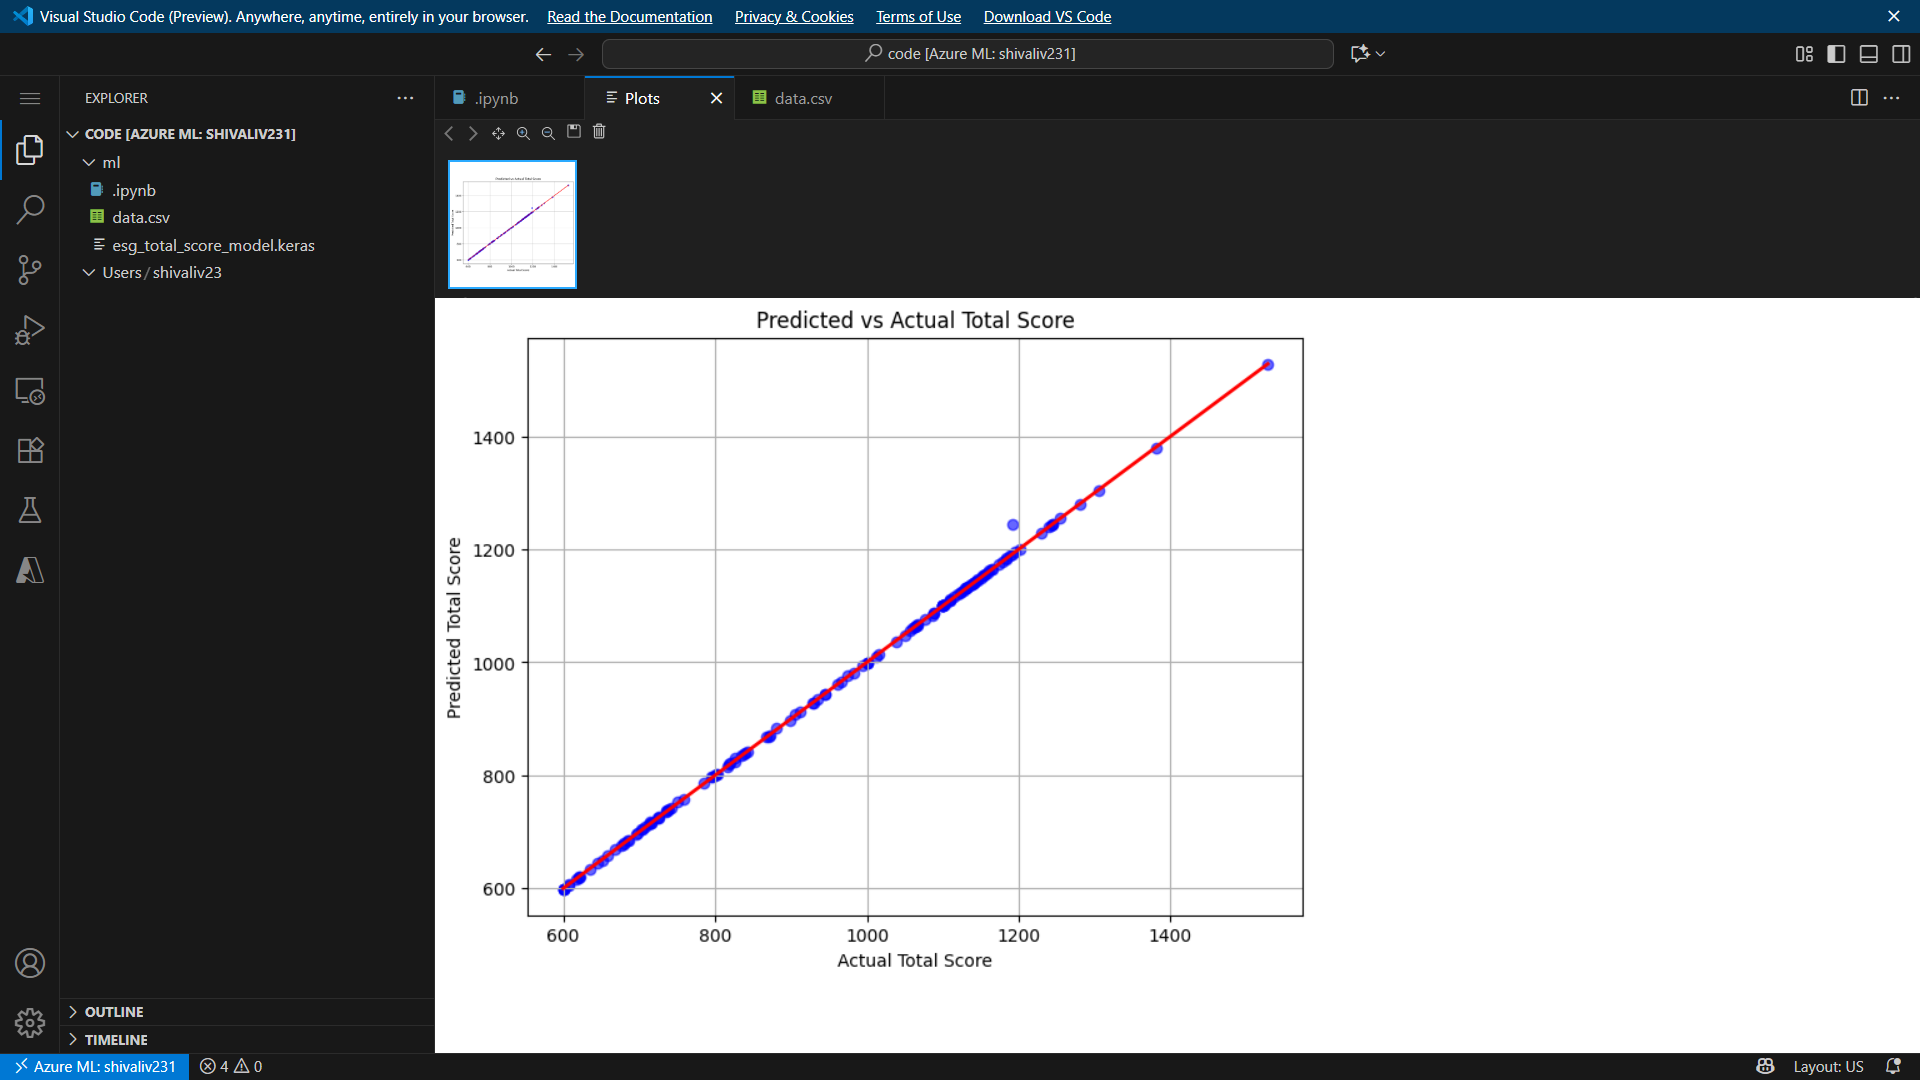 Visual Studio Code (Preview). Anywhere, anytime, entirely in your browser. Read the Documentation Privacy & Cookies Terms of Use Download VS Code
code [Azure ML: shivaliv231]
EXPLORER
CODE [AZURE ML: SHIVALIV231]
ml
.ipynb
data.csv
esg_total_score_model.keras
Users / shivaliv23
OUTLINE
TIMELINE
.ipynb
Plots
data.csv
Predicted vs Actual Total Score
Predicted Total Score
1400
1200
1000
800
600
600 800 1000 1200 1400
Actual Total Score
Azure ML: shivaliv231 4 0 Layout: US